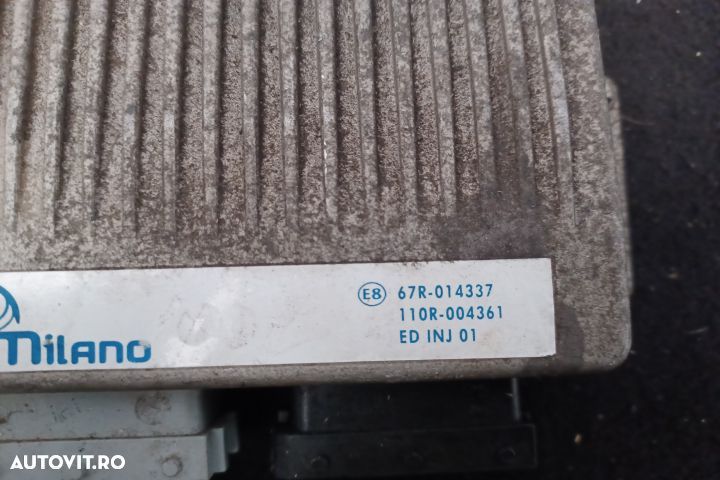 E8 67R-014337
110R-004361
ED INJ 01
Milano
AUTOVIT.RO